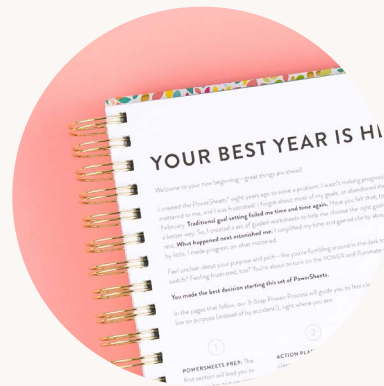 YOUR BEST YEAR IS HE
Welcome to your new beginning—great things are ahead!
I created the PowerSheets® eight years ago to solve a problem: I wasn't making progress
mattered to me, and I was frustrated! I forgot about most of my goals, or abandoned the
February. Traditional goal setting failed me time and time again. Have you felt that, to
a better way. So, I created a set of guided worksheets to help me choose the right goals
me. What happened next astonished me: I simplified my time and gained clarity about
by little, I made progress on what mattered.
Feel unclear about your purpose and path—like you're fumbling around in the dark
switch? Feeling frustrated, too? You're about to turn on the POWER and illuminate
You made the best decision starting this set of PowerSheets.
In the pages that follow, our 3-Step Proven Process will guide you to feel
live on purpose (instead of by accident!), right where you are:
1
2
POWERSHEETS PREP: The
first section will lead you to
ACTION PLA